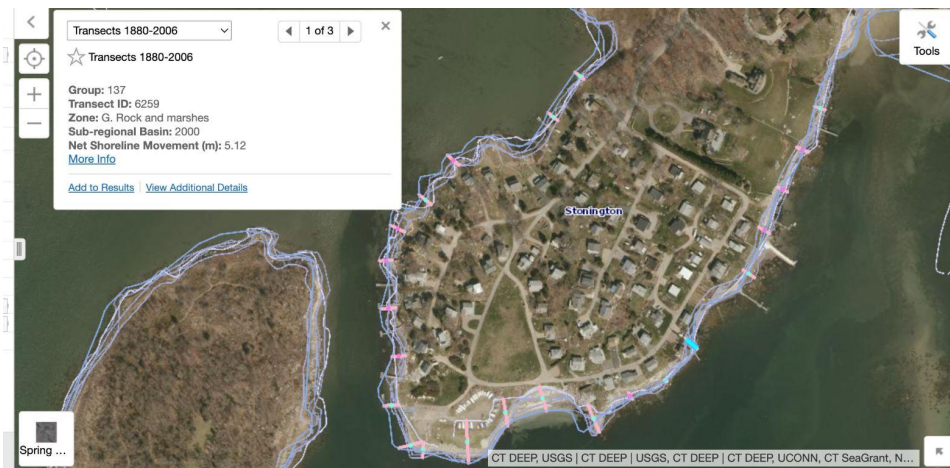 Transects 1880-2006
1 of 3
Transects 1880-2006
Group: 137
Transect ID: 6259
Zone: G. Rock and marshes
Sub-regional Basin: 2000
Net Shoreline Movement (m): 5.12
More Info
Add to Results
View Additional Details
Tools
Stonington
Spring ...
CT DEEP, USGS | CT DEEP | USGS, CT DEEP | CT DEEP, UCONN, CT SeaGrant, N...